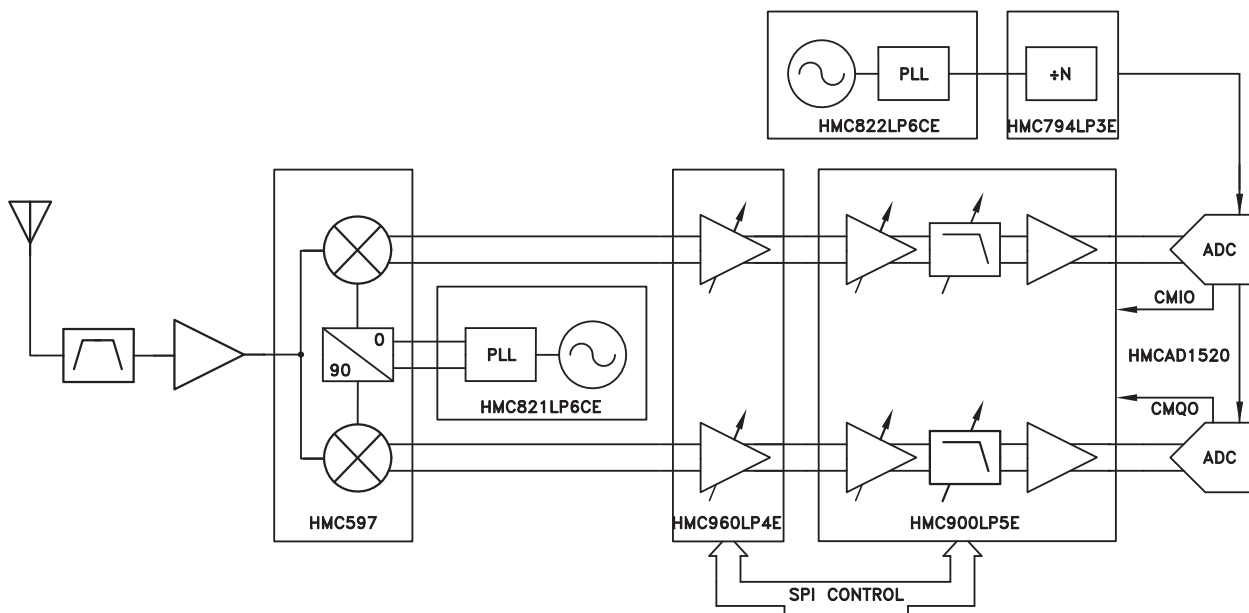 PLL
÷N
HMC822LP6CE
HMC794LP3E
ADC
CMIO
0
90
PLL
HMC821LP6CE
HMCAD1520
CMQO
ADC
HMC597
HMC960LP4E
HMC900LP5E
SPI CONTROL